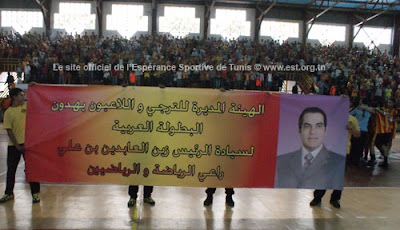 Le site officiel de l'Espérance Sportive de Tunis © www.est.org.tn
الهيئة المديرة للترجي و اللاعبون يهدون
البطولة العربية
لسيادة الرئيس زين العابدين بن علي
راعي الرياضة و الرياضيين